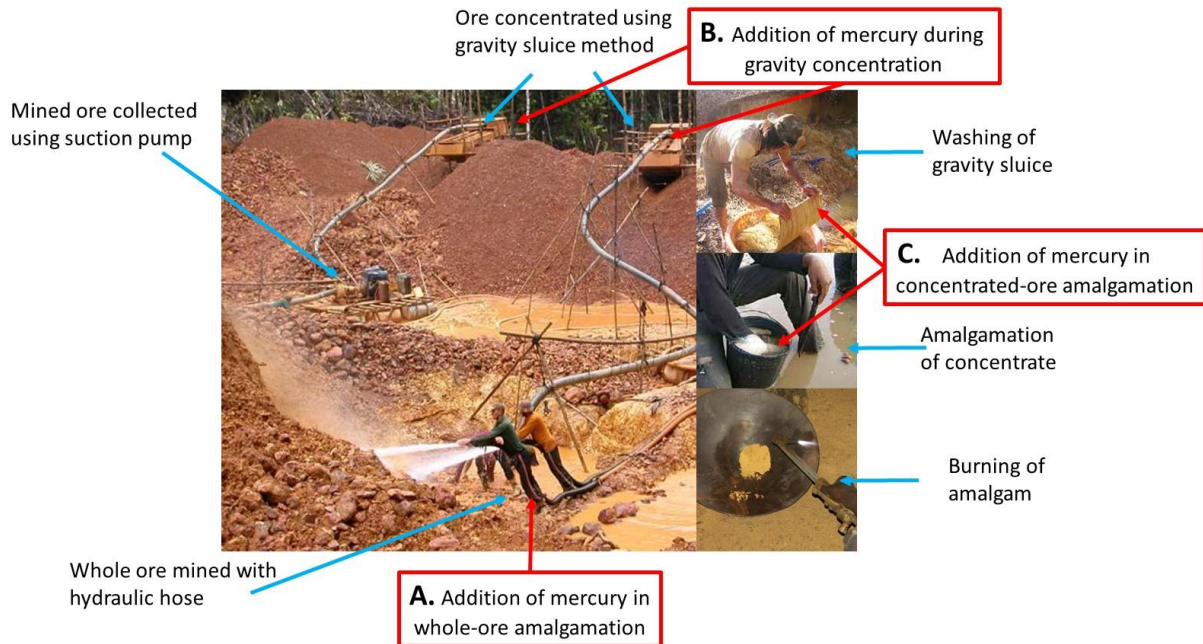 Ore concentrated using
gravity sluice method
B. Addition of mercury during
gravity concentration
Mined ore collected
using suction pump
Washing of
gravity sluice
C. Addition of mercury in
concentrated-ore amalgamation
Amalgamation
of concentrate
Burning of
amalgam
Whole ore mined with
hydraulic hose
A. Addition of mercury in
whole-ore amalgamation